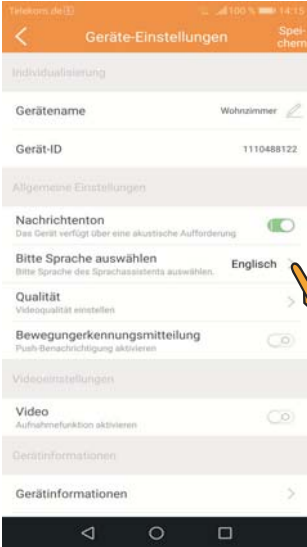 Telekom.de 100 % 14:15
Geräte-Einstellungen
Spei-
chern
Individualisierung
Gerätename Wohnzimmer
Gerät-ID 1110488122
Allgemeine Einstellungen
Nachrichtenton
Das Gerät verfügt über eine akustische Aufforderung
Bitte Sprache auswählen Englisch
Bitte Sprache des Sprachassistents auswählen.
Qualität
Videoqualität einstellen
Bewegungerkennungsmitteilung
Push-Benachrichtigung aktivieren
Videoeinstellungen
Video
Aufnahmefunktion aktivieren
Gerätinformationen
Gerätinformationen